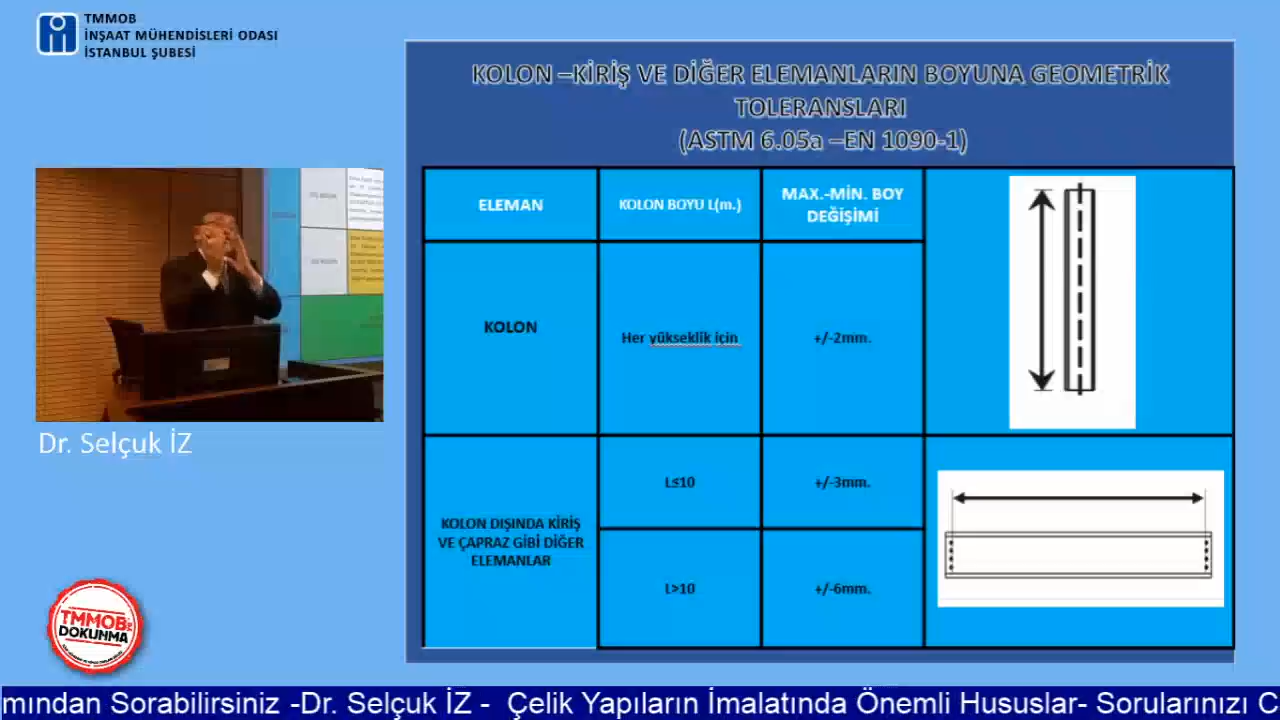 TMMOB
İNŞAAT MÜHENDİSLERİ ODASI
İSTANBUL ŞUBESİ
KOLON –KİRİŞ VE DİĞER ELEMANLARIN BOYUNA GEOMETRİK
TOLERANSLARI
(ASTM 6.05a –EN 1090-1)
ELEMAN
KOLON BOYU L(m.)
MAX.-MİN. BOY
DEĞİŞİMİ
KOLON
Her yükseklik için
+/-2mm.
KOLON DIŞINDA KİRİŞ
VE ÇAPRAZ GİBİ DİĞER
ELEMANLAR
L≤10
+/-3mm.
L>10
+/-6mm.
Dr. Selçuk İZ
TMMOB'ye
DOKUNMA
mından Sorabilirsiniz -Dr. Selçuk İZ - Çelik Yapıların İmalatında Önemli Hususlar- Sorularınızı C